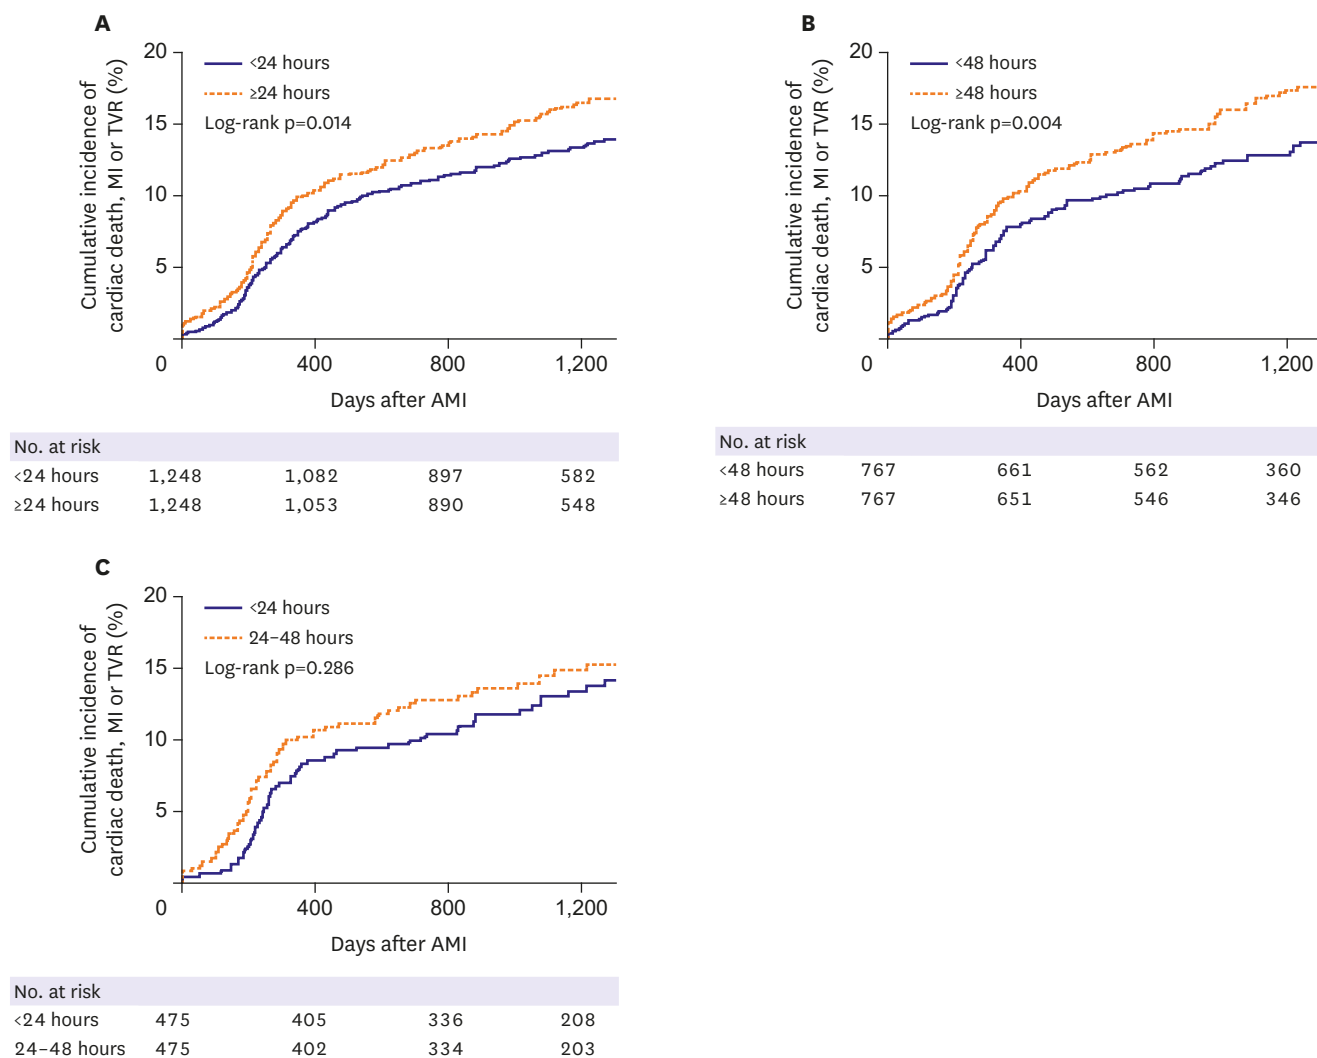 A
Cumulative incidence of
cardiac death, MI or TVR (%)
20
15
10
5
<24 hours
≥24 hours
Log-rank p=0.014
0 400 800 1,200
Days after AMI
No. at risk
<24 hours 1,248 1,082 897 582
≥24 hours 1,248 1,053 890 548
B
Cumulative incidence of
cardiac death, MI or TVR (%)
20
15
10
5
<48 hours
≥48 hours
Log-rank p=0.004
0 400 800 1,200
Days after AMI
No. at risk
<48 hours 767 661 562 360
≥48 hours 767 651 546 346
C
Cumulative incidence of
cardiac death, MI or TVR (%)
20
15
10
5
<24 hours
24–48 hours
Log-rank p=0.286
0 400 800 1,200
Days after AMI
No. at risk
<24 hours 475 405 336 208
24–48 hours 475 402 334 203